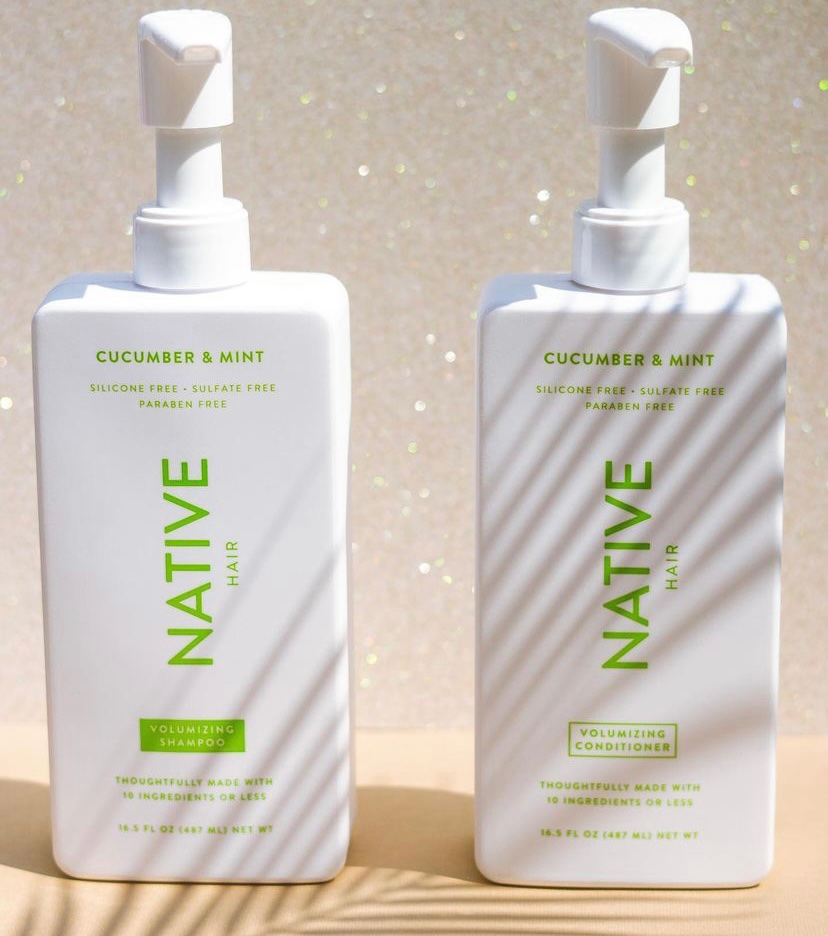 CUCUMBER & MINT
SILICONE FREE • SULFATE FREE
PARABEN FREE
NATIVE
HAIR
VOLUMIZING
SHAMPOO
THOUGHTFULLY MADE WITH
10 INGREDIENTS OR LESS
16.5 FL OZ (487 ML) NET WT
CUCUMBER & MINT
SILICONE FREE • SULFATE FREE
PARABEN FREE
NATIVE
HAIR
VOLUMIZING
CONDITIONER
THOUGHTFULLY MADE WITH
10 INGREDIENTS OR LESS
16.5 FL OZ (487 ML) NET WT